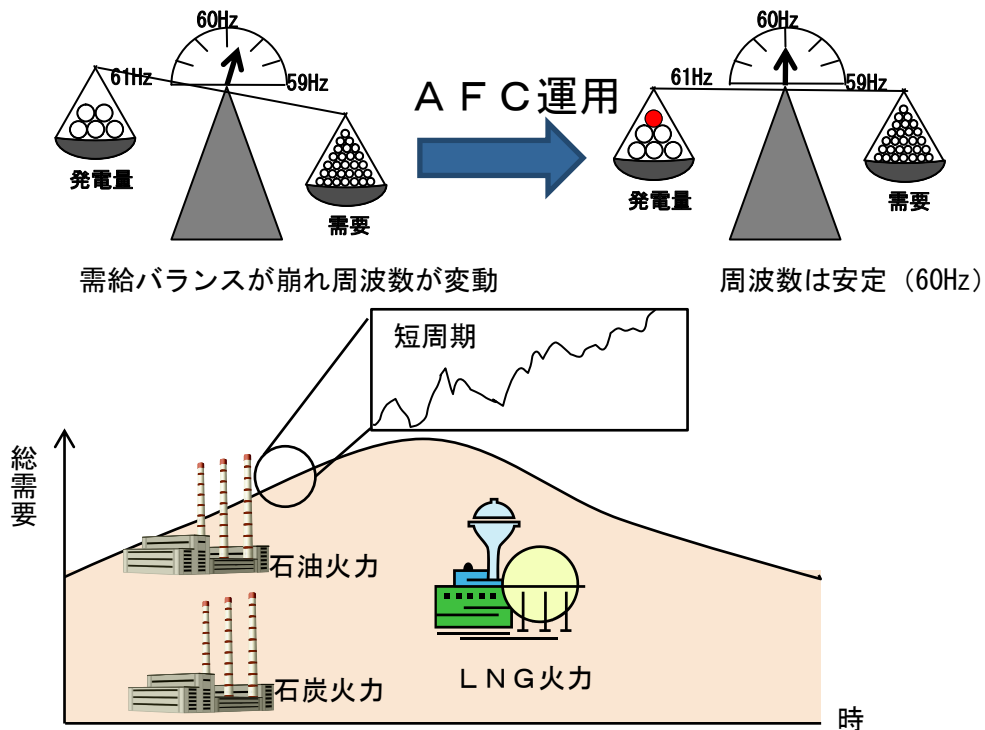 60Hz
61Hz
59Hz
発電量
需要
ＡＦＣ運用
60Hz
61Hz
59Hz
発電量
需要
需給バランスが崩れ周波数が変動
周波数は安定（60Hz）
短周期
総需要
石油火力
石炭火力
ＬＮＧ火力
時